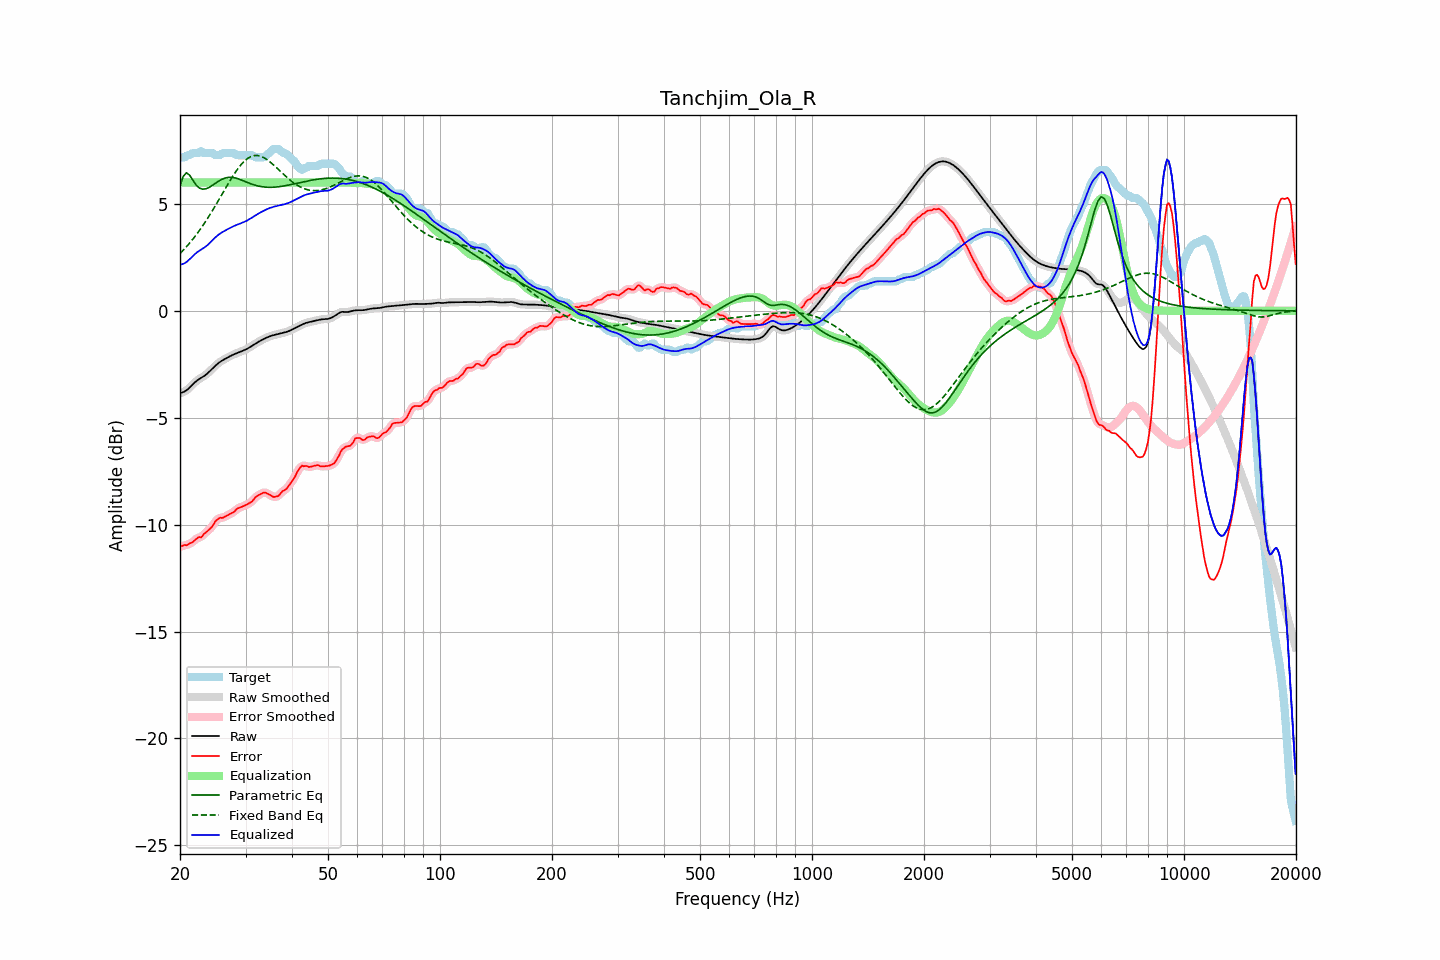 Tanchjim_Ola_R
Amplitude (dBr)
5
0
−5
−10
−15
−20
−25
Target
Raw Smoothed
Error Smoothed
Raw
Error
Equalization
Parametric Eq
Fixed Band Eq
Equalized
20 50 100 200 500 1000 2000 5000 10000 20000
Frequency (Hz)